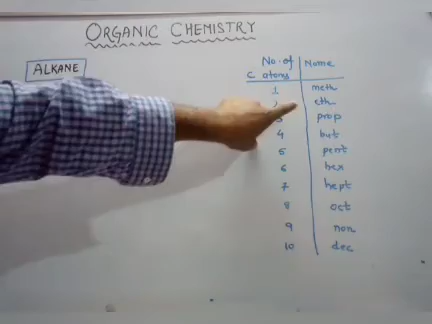 ORGANIC CHEMISTRY
ALKANE
No. of Name
C atoms
1 meth
2 eth
3 prop
4 but
5 pent
6 hex
7 hept
8 oct
9 non
10 dec